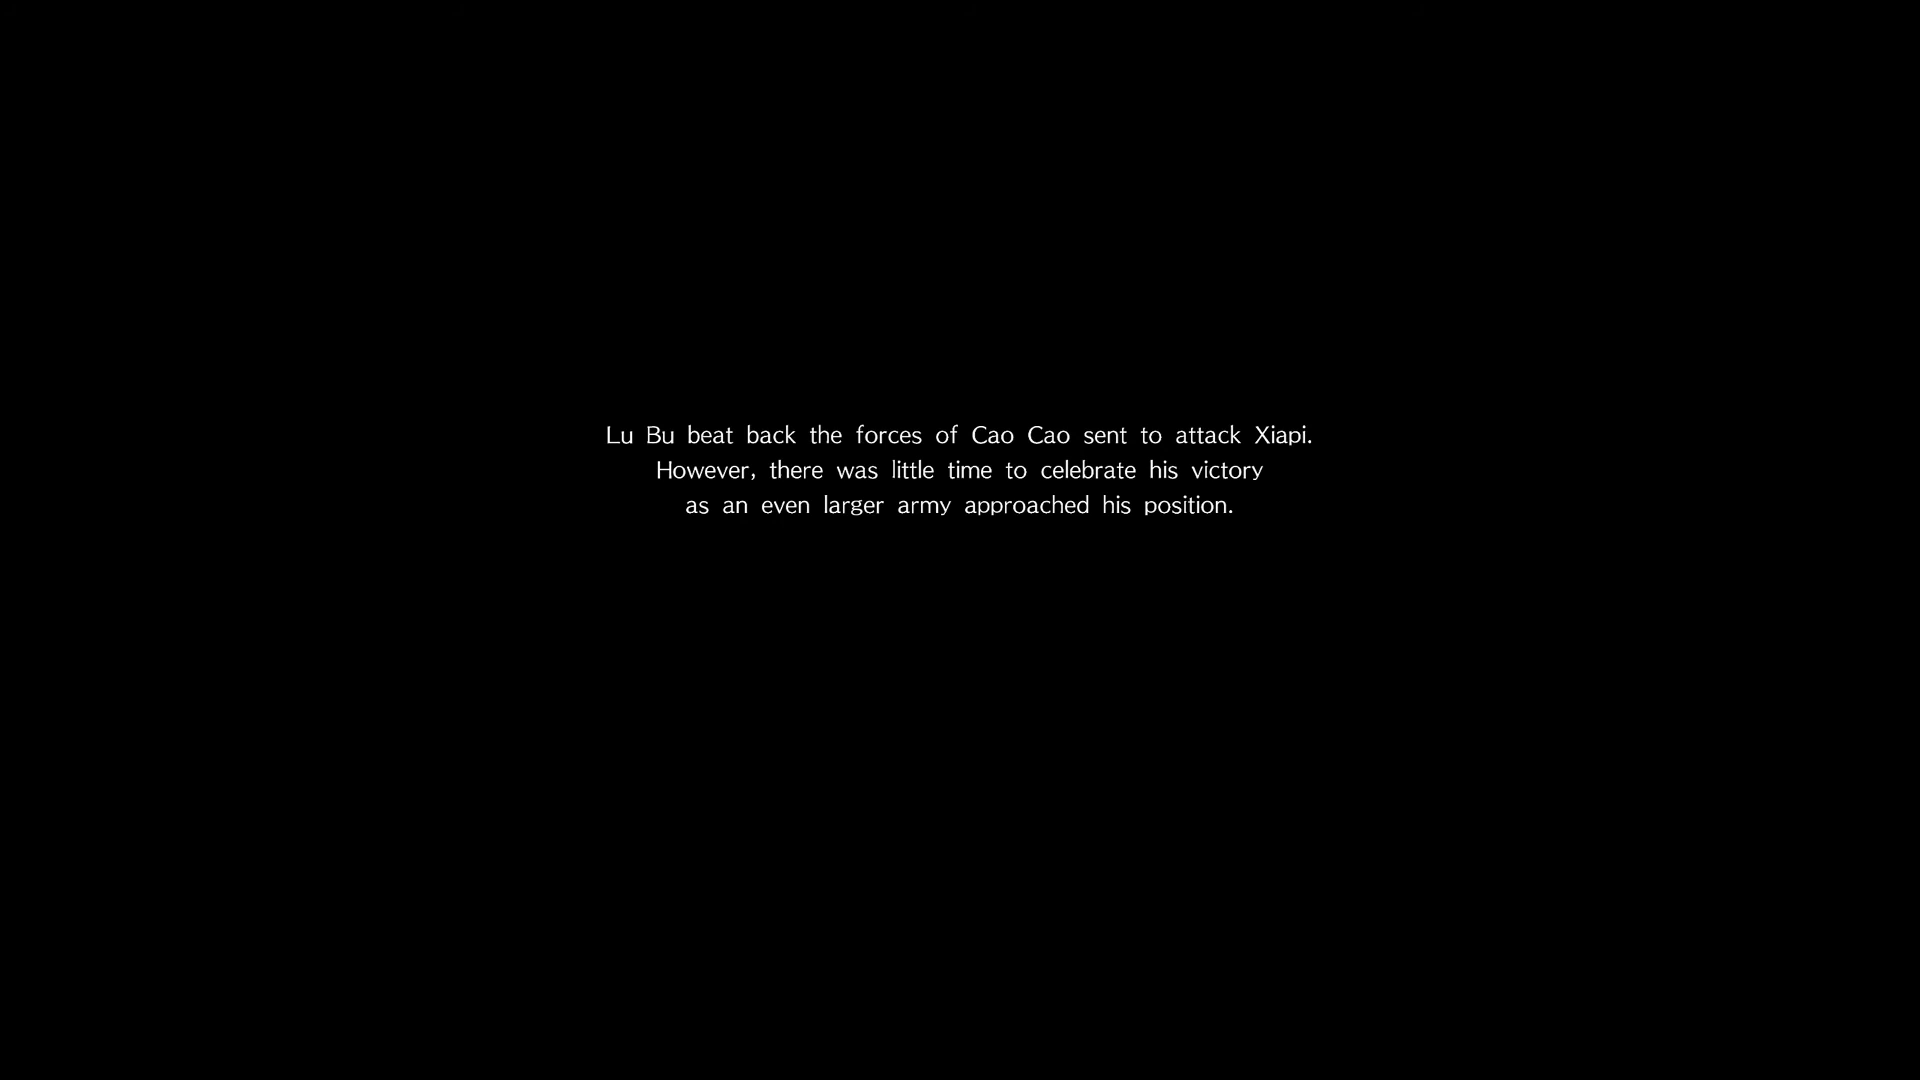 Lu Bu beat back the forces of Cao Cao sent to attack Xiapi.
However, there was little time to celebrate his victory
as an even larger army approached his position.